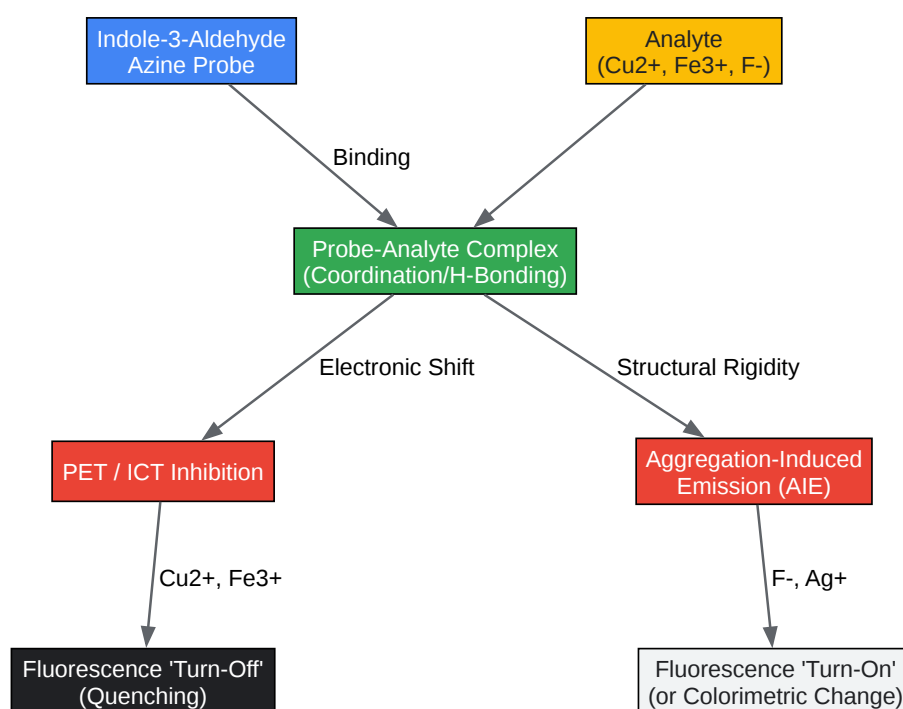 Indole-3-Aldehyde
Azine Probe
Analyte
(Cu2+, Fe3+, F-)
Binding
Probe-Analyte Complex
(Coordination/H-Bonding)
Electronic Shift
Structural Rigidity
PET / ICT Inhibition
Aggregation-Induced
Emission (AIE)
Cu2+, Fe3+
F-, Ag+
Fluorescence 'Turn-Off'
(Quenching)
Fluorescence 'Turn-On'
(or Colorimetric Change)